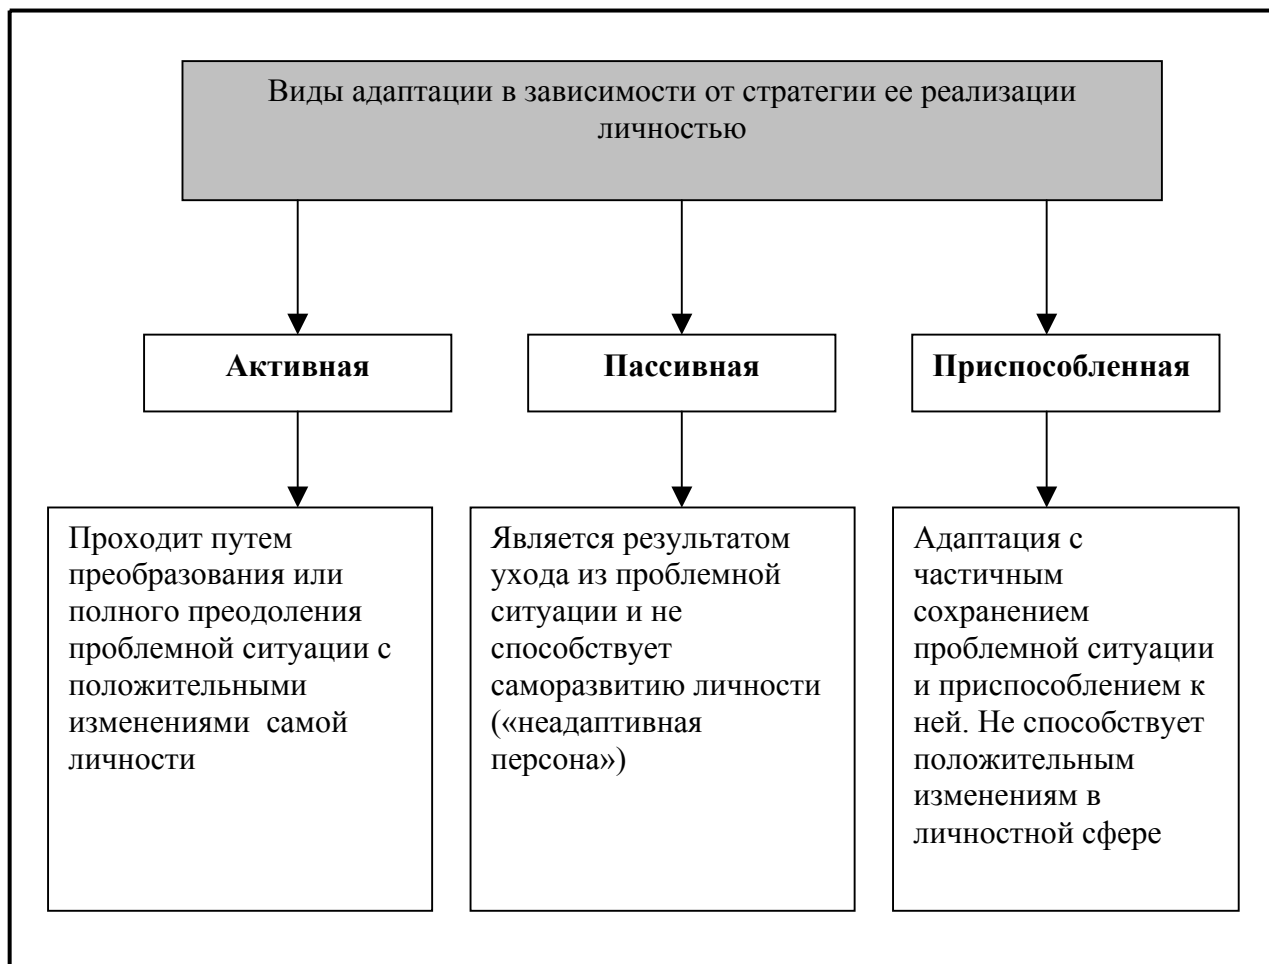 Виды адаптации в зависимости от стратегии ее реализации
личностью
Активная
Пассивная
Приспособленная
Проходит путем
преобразования или
полного преодоления
проблемной ситуации с
положительными
изменениями  самой
личности
Является результатом
ухода из проблемной
ситуации и не
способствует
саморазвитию личности
(«неадаптивная
персона»)
Адаптация с
частичным
сохранением
проблемной ситуации
и приспособлением к
ней. Не способствует
положительным
изменениям в
личностной сфере